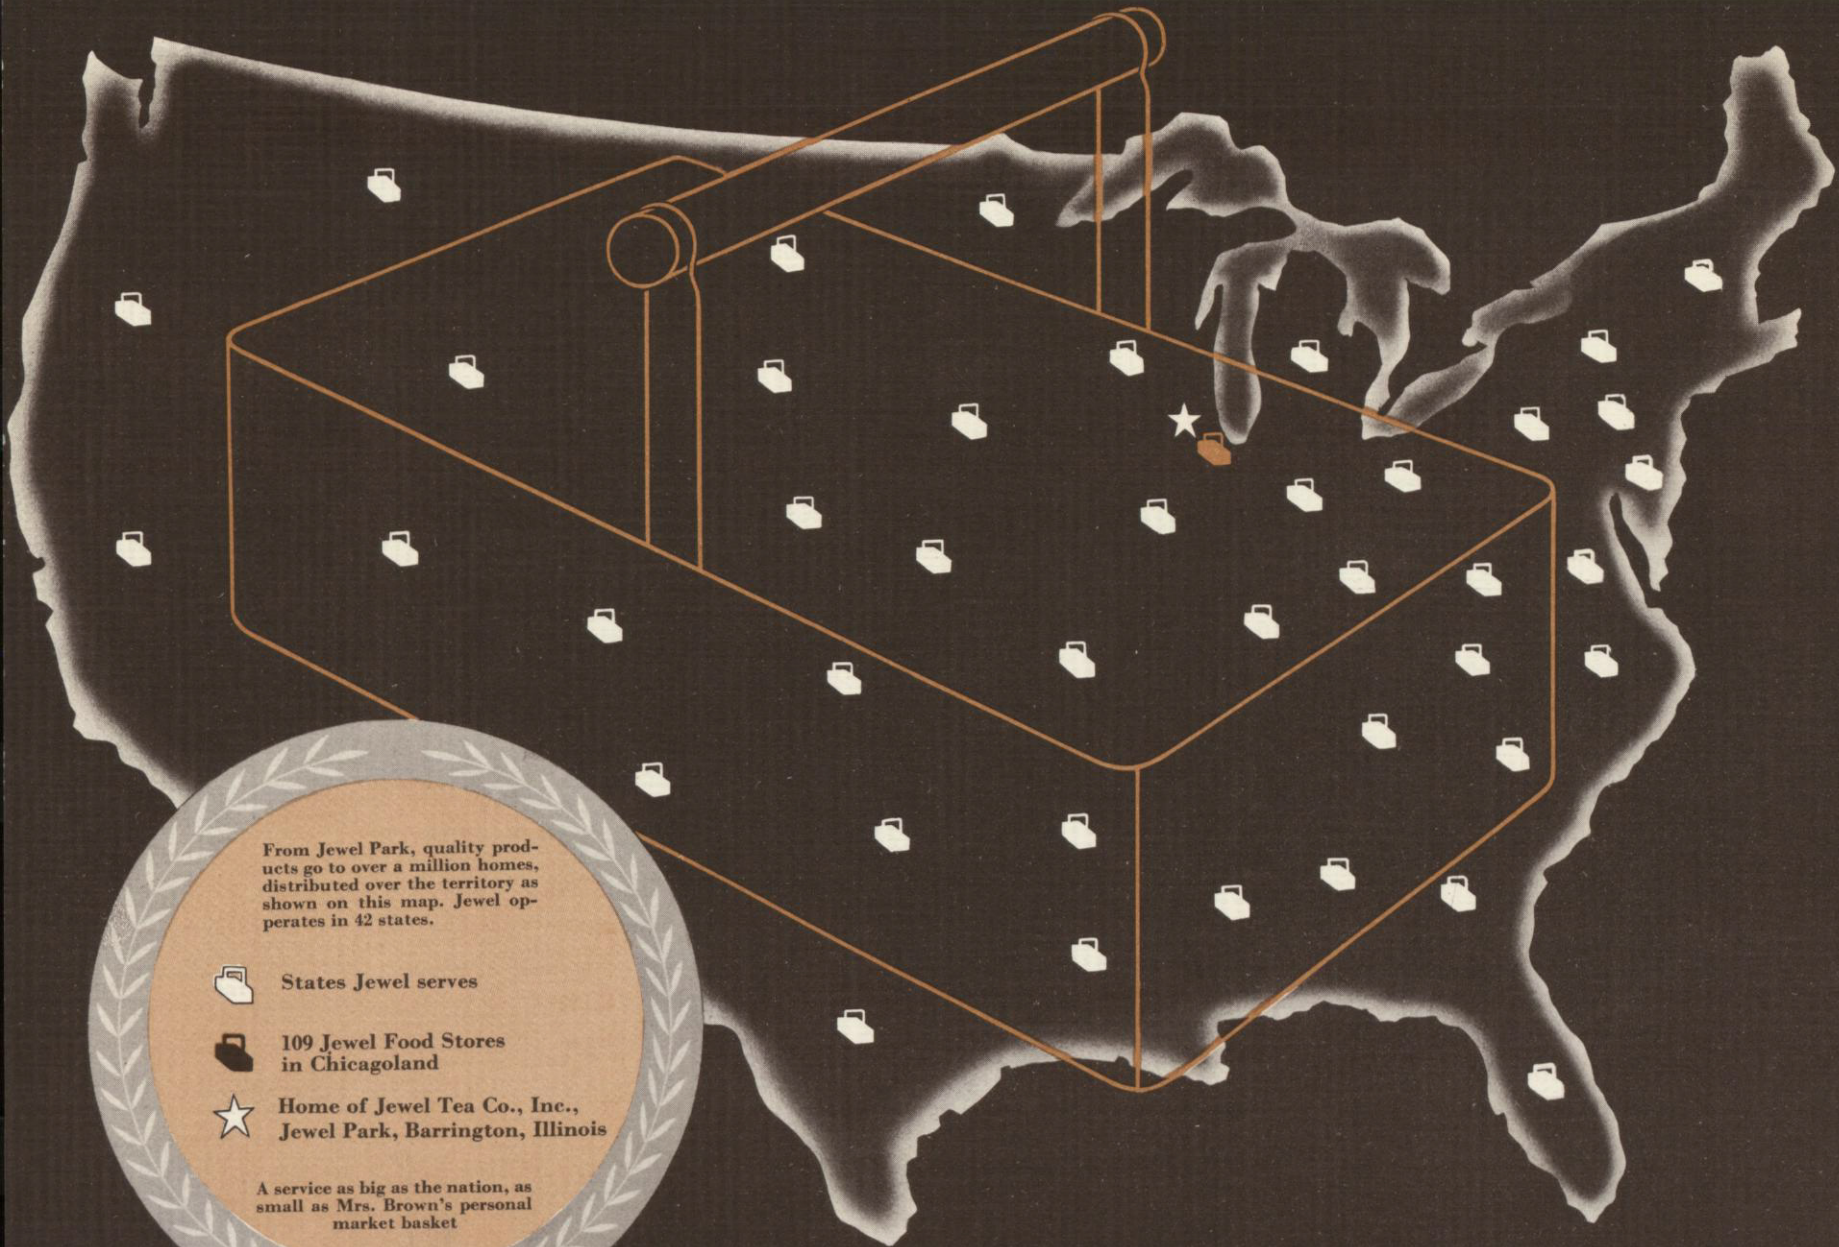 From Jewel Park, quality prod-
ucts go to over a million homes,
distributed over the territory as
shown on this map. Jewel op-
perates in 42 states.
States Jewel serves
109 Jewel Food Stores
in Chicagoland
Home of Jewel Tea Co., Inc.,
Jewel Park, Barrington, Illinois
A service as big as the nation, as
small as Mrs. Brown's personal
market basket